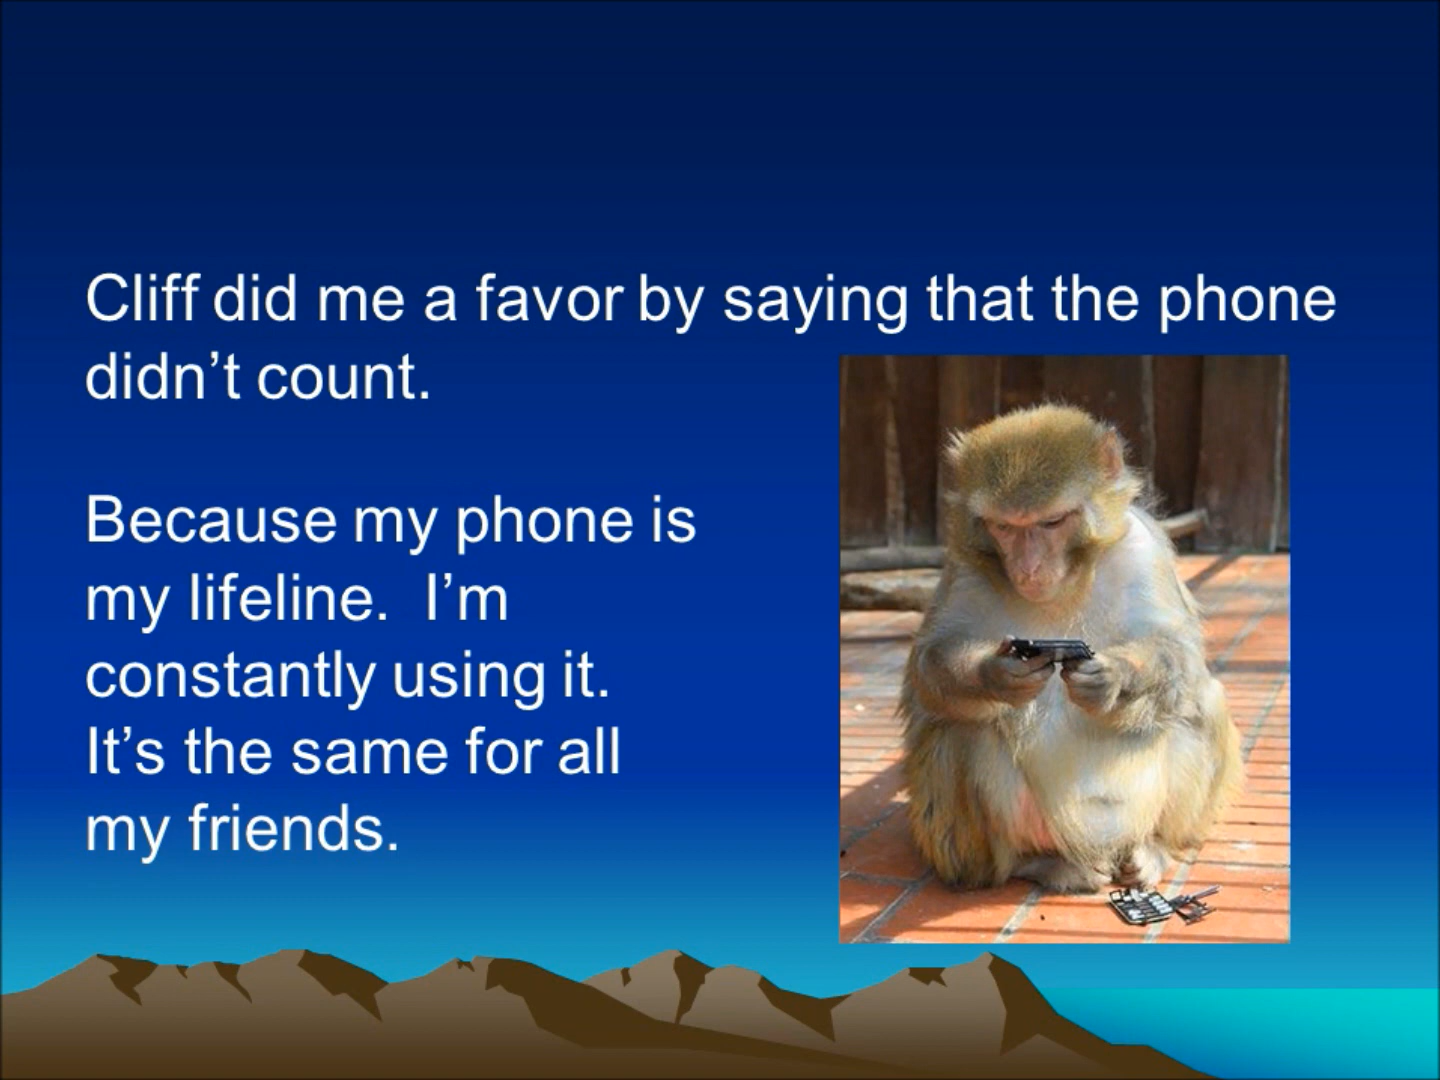 Cliff did me a favor by saying that the phone
didn’t count.
Because my phone is
my lifeline.  I’m
constantly using it.
It’s the same for all
my friends.